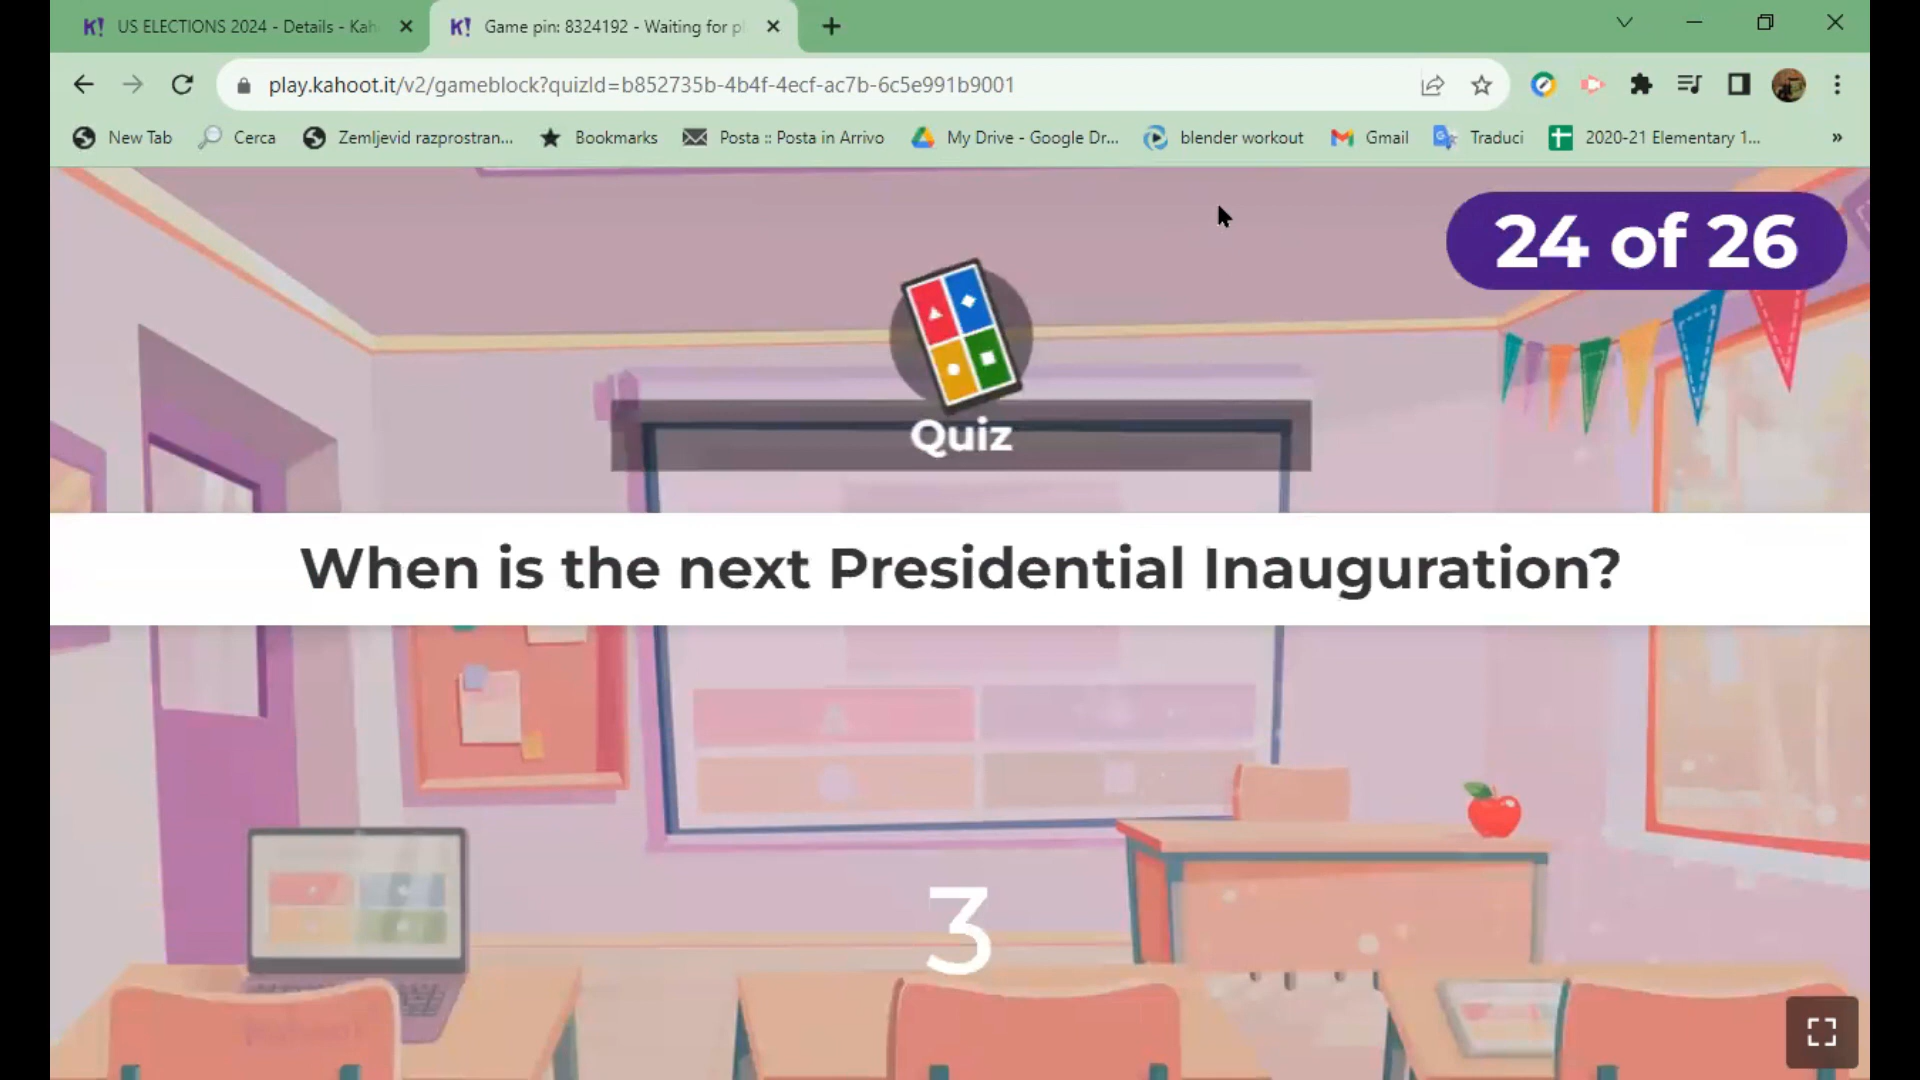 K! US ELECTIONS 2024 - Details - Kah
K! Game pin: 8324192 - Waiting for pl
play.kahoot.it/v2/gameblock?quizId=b852735b-4b4f-4ecf-ac7b-6c5e991b9001
New Tab
Cerca
Zemljevid razprostran...
Bookmarks
Posta :: Posta in Arrivo
My Drive - Google Dr...
blender workout
Gmail
Traduci
2020-21 Elementary 1...
»
24 of 26
Quiz
When is the next Presidential Inauguration?
3